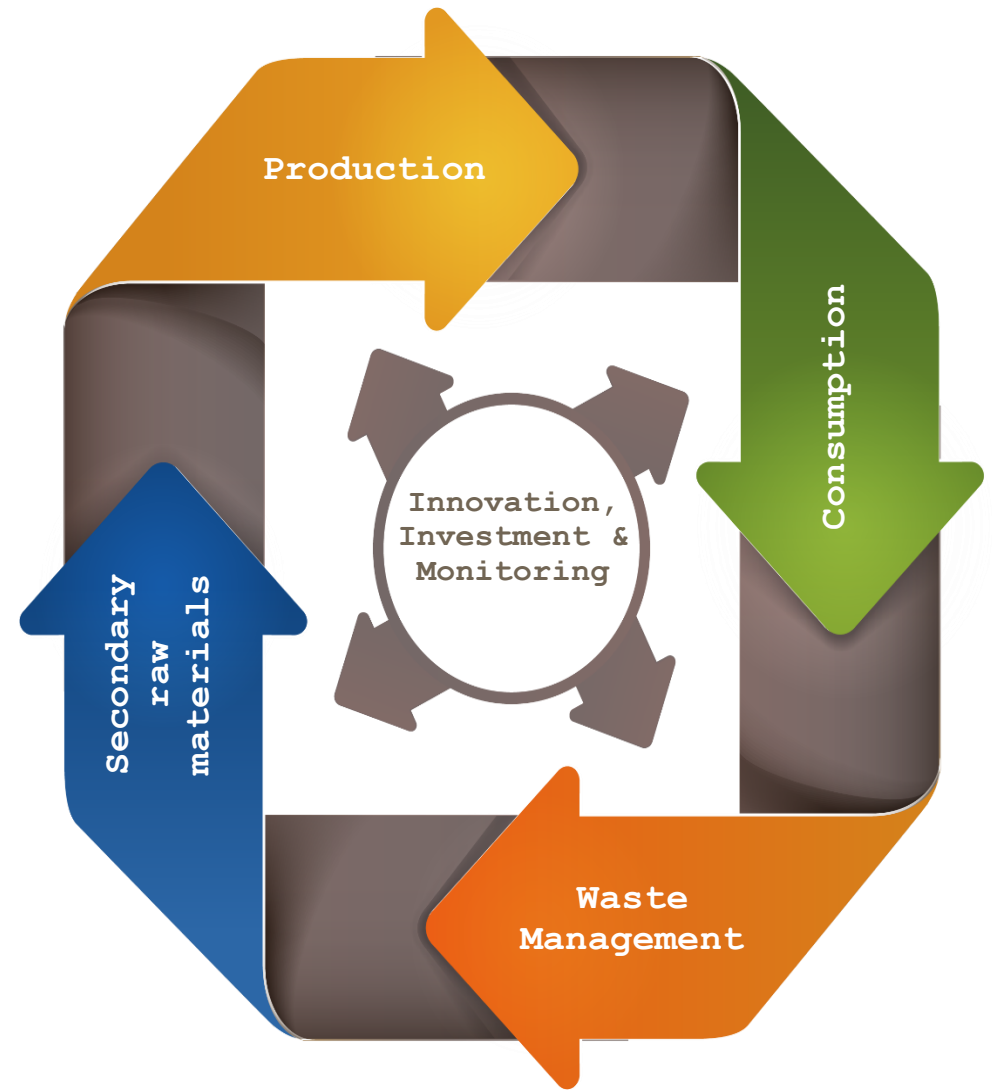 Production
Consumption
Innovation,
Investment &
Monitoring
Secondary
raw
materials
Waste
Management